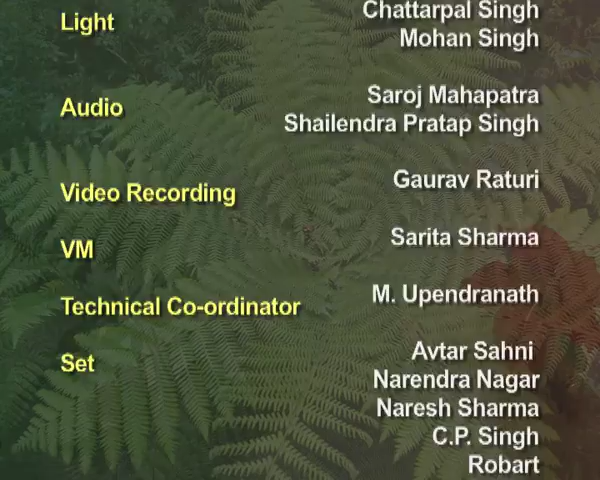 Chattarpal Singh
Light
Mohan Singh
Saroj Mahapatra
Audio
Shailendra Pratap Singh
Gaurav Raturi
Video Recording
Sarita Sharma
VM
M. Upendranath
Technical Co-ordinator
Avtar Sahni
Set
Narendra Nagar
Naresh Sharma
C.P. Singh
Robart